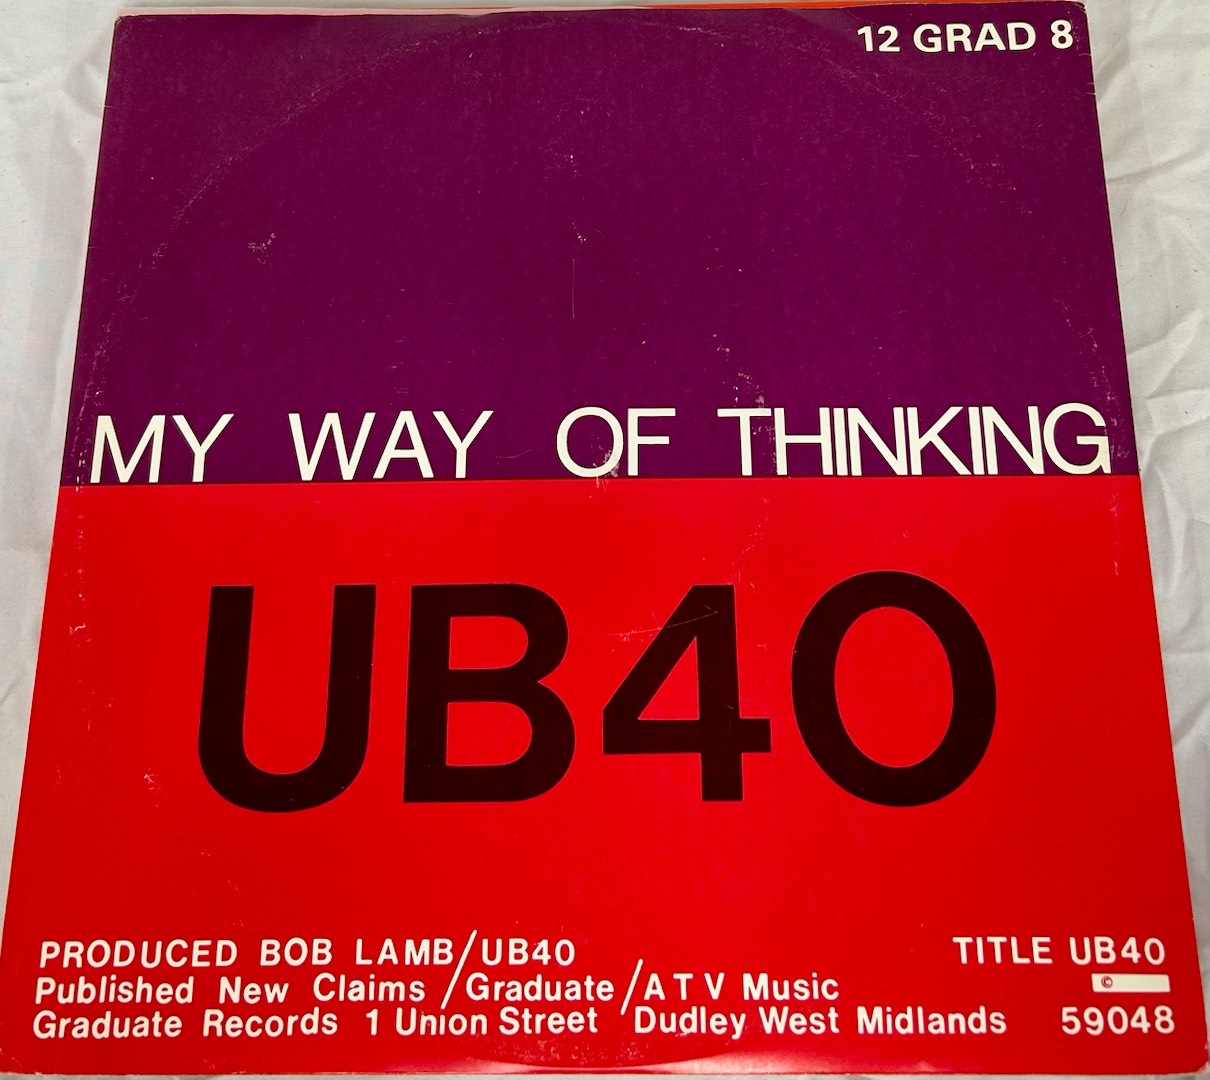 12 GRAD 8
MY WAY OF THINKING
UB40
PRODUCED BOB LAMB/UB40
Published New Claims /Graduate/A T V Music
Graduate Records 1 Union Street Dudley West Midlands
TITLE UB40
©
59048